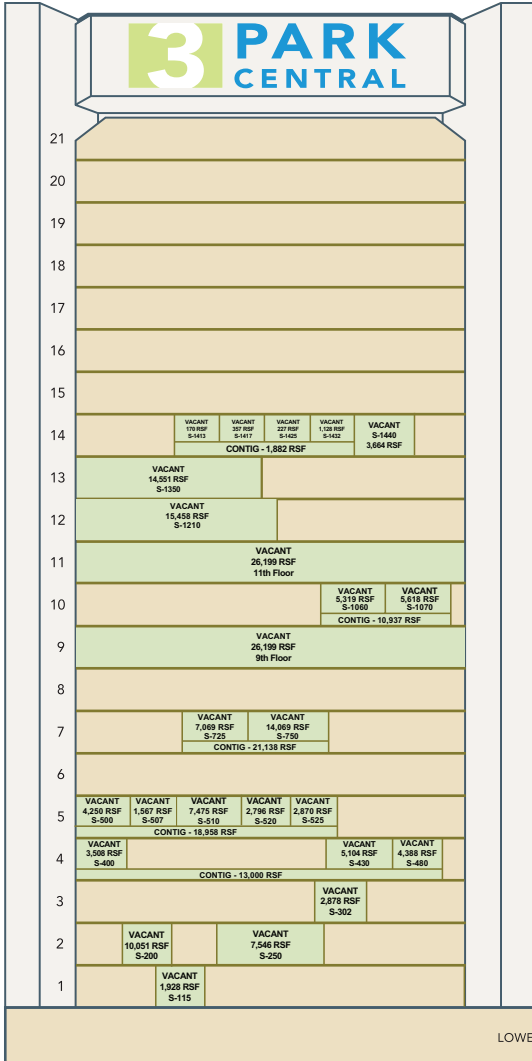 3 PARK
CENTRAL
21
20
19
18
17
16
15
14
VACANT
170 RSF
S-1413
VACANT
357 RSF
S-1417
VACANT
227 RSF
S-1425
VACANT
1,128 RSF
S-1432
VACANT
S-1440
3,664 RSF
CONTIG - 1,882 RSF
13
VACANT
14,551 RSF
S-1350
12
VACANT
15,458 RSF
S-1210
11
VACANT
26,199 RSF
11th Floor
10
VACANT
5,319 RSF
S-1060
VACANT
5,618 RSF
S-1070
CONTIG - 10,937 RSF
9
VACANT
26,199 RSF
9th Floor
8
7
VACANT
7,069 RSF
S-725
VACANT
14,069 RSF
S-750
CONTIG - 21,138 RSF
6
5
VACANT
4,250 RSF
S-500
VACANT
1,567 RSF
S-507
VACANT
7,475 RSF
S-510
VACANT
2,796 RSF
S-520
VACANT
2,870 RSF
S-525
CONTIG - 18,958 RSF
4
VACANT
3,508 RSF
S-400
VACANT
5,104 RSF
S-430
VACANT
4,388 RSF
S-480
CONTIG - 13,000 RSF
3
VACANT
2,878 RSF
S-302
2
VACANT
10,051 RSF
S-200
VACANT
7,546 RSF
S-250
1
VACANT
1,928 RSF
S-115
LOWE